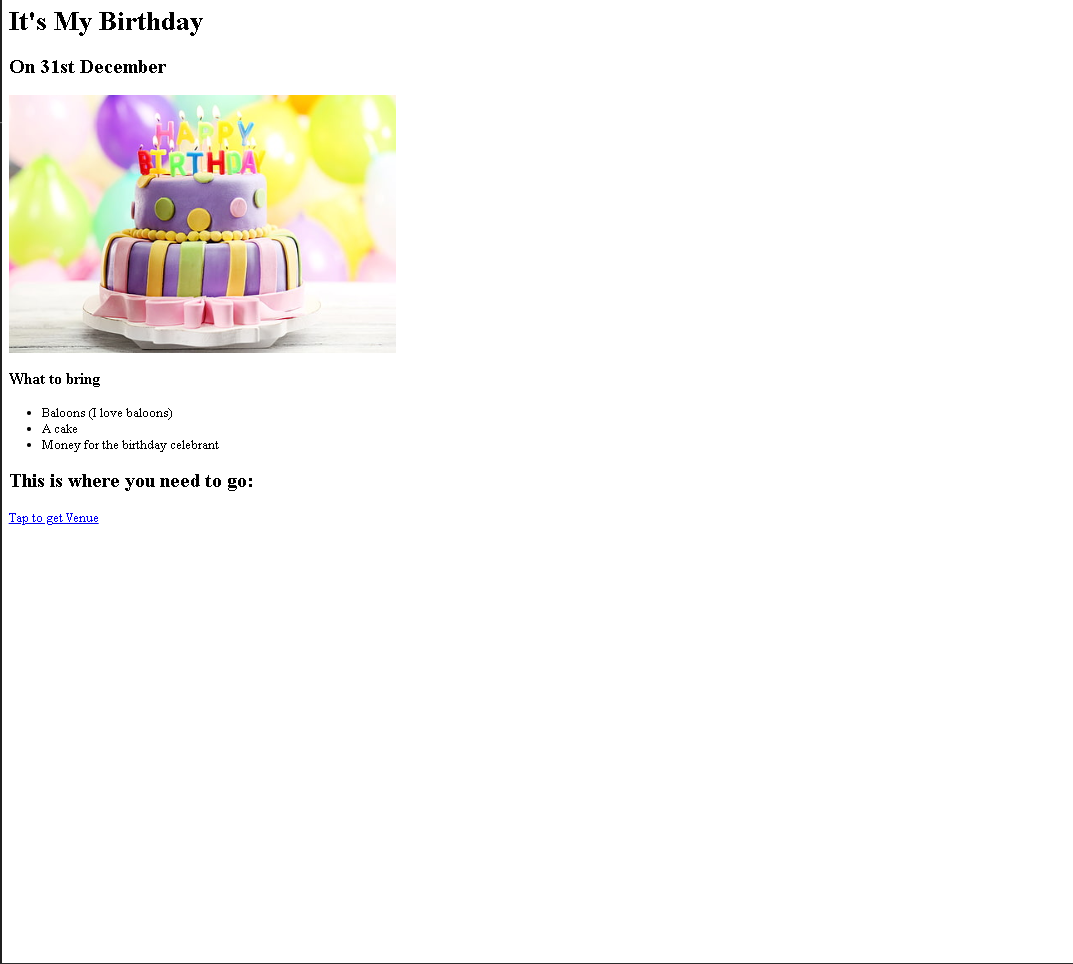 It's My Birthday
On 31st December
HAPPY
BIRTHDAY
What to bring
Baloons (I love baloons)
A cake
Money for the birthday celebrant
This is where you need to go:
Tap to get Venue